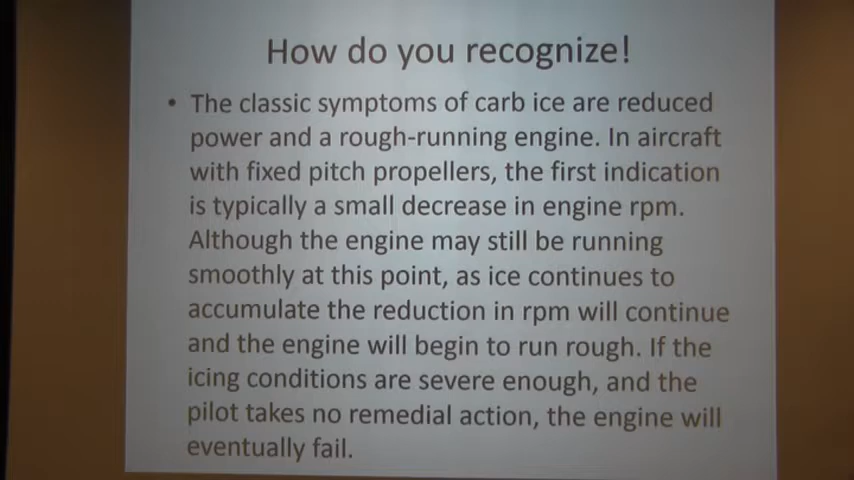 How do you recognize!
• The classic symptoms of carb ice are reduced
power and a rough-running engine. In aircraft
with fixed pitch propellers, the first indication
is typically a small decrease in engine rpm.
Although the engine may still be running
smoothly at this point, as ice continues to
accumulate the reduction in rpm will continue
and the engine will begin to run rough. If the
icing conditions are severe enough, and the
pilot takes no remedial action, the engine will
eventually fail.